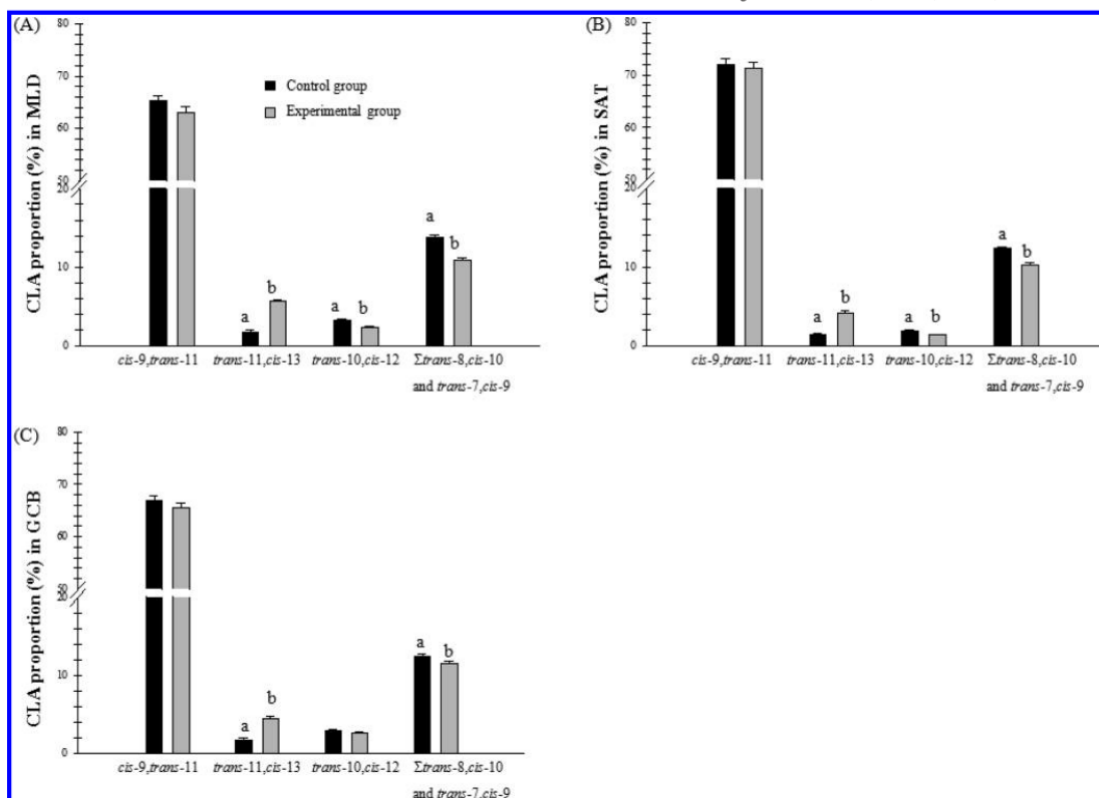 (A)
CLA proportion (%) in MLD
80
70
60
50
20
10
0
Control group
Experimental group
a
b
a
b
a
b
cis-9,trans-11
trans-11,cis-13
trans-10,cis-12
Σtrans-8,cis-10
and trans-7,cis-9
(B)
CLA proportion (%) in SAT
80
70
60
50
20
10
0
a
b
a
b
a
b
cis-9,trans-11
trans-11,cis-13
trans-10,cis-12
Σtrans-8,cis-10
and trans-7,cis-9
(C)
CLA proportion (%) in GCB
80
70
60
50
20
10
0
a
b
a
b
cis-9,trans-11
trans-11,cis-13
trans-10,cis-12
Σtrans-8,cis-10
and trans-7,cis-9